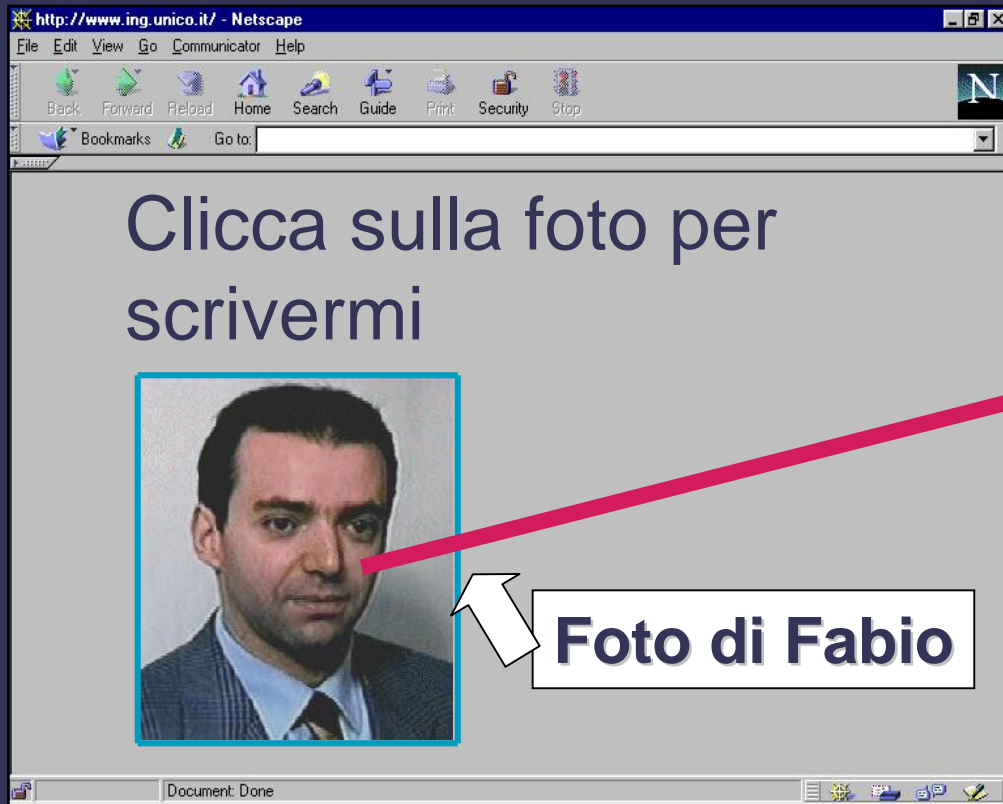 http://www.ing.unico.it/ - Netscape
File Edit View Go Communicator Help
Back Forward Reload Home Search Guide Print Security Stop
N
Bookmarks Go to:
Clicca sulla foto per
scrivermi
Foto di Fabio
Document: Done